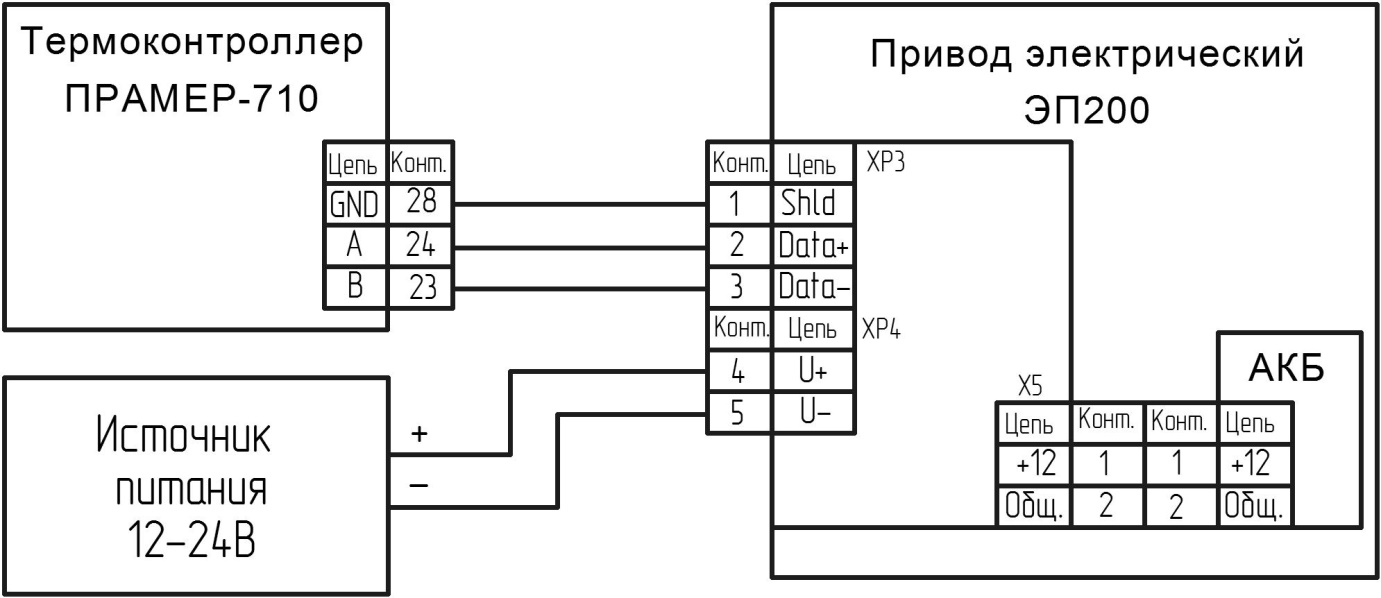 Термоконтроллер
ПРАМЕР-710
Цепь Конт.
GND 28
A 24
B 23
Источник
питания
12-24В
+
–
Привод электрический
ЭП200
Конт. Цепь XP3
1 Shld
2 Data+
3 Data–
Конт. Цепь XP4
4 U+
5 U–
АКБ
X5
Цепь Конт. Конт. Цепь
+12 1 1 +12
Общ. 2 2 Общ.